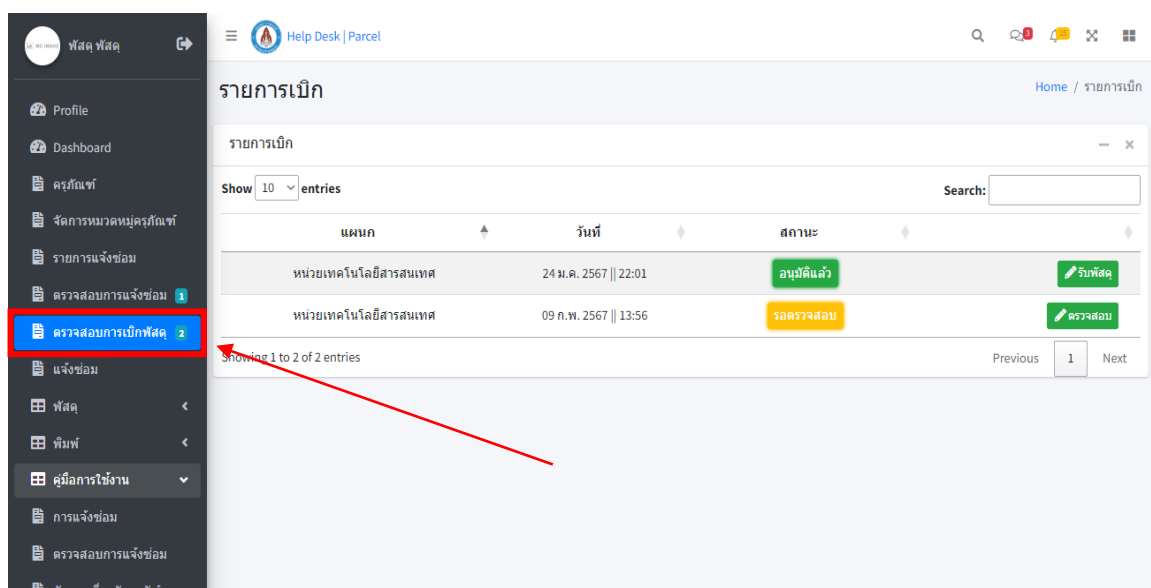 พัสดุ พัสดุ
Profile
Dashboard
ครุภัณฑ์
จัดการหมวดหมู่ครุภัณฑ์
รายการแจ้งซ่อม
ตรวจสอบการแจ้งซ่อม 1
ตรวจสอบการเบิกพัสดุ 2
แจ้งซ่อม
พัสดุ
พิมพ์
คู่มือการใช้งาน
การแจ้งซ่อม
ตรวจสอบการแจ้งซ่อม
Help Desk | Parcel
3
รายการเบิก
Home / รายการเบิก
รายการเบิก
Show 10 entries
Search:
แผนก วันที่ สถานะ
หน่วยเทคโนโลยีสารสนเทศ 24 ม.ค. 2567 || 22:01 อนุมัติแล้ว รับพัสดุ
หน่วยเทคโนโลยีสารสนเทศ 09 ก.พ. 2567 || 13:56 รอตรวจสอบ ตรวจสอบ
Showing 1 to 2 of 2 entries
Previous 1 Next